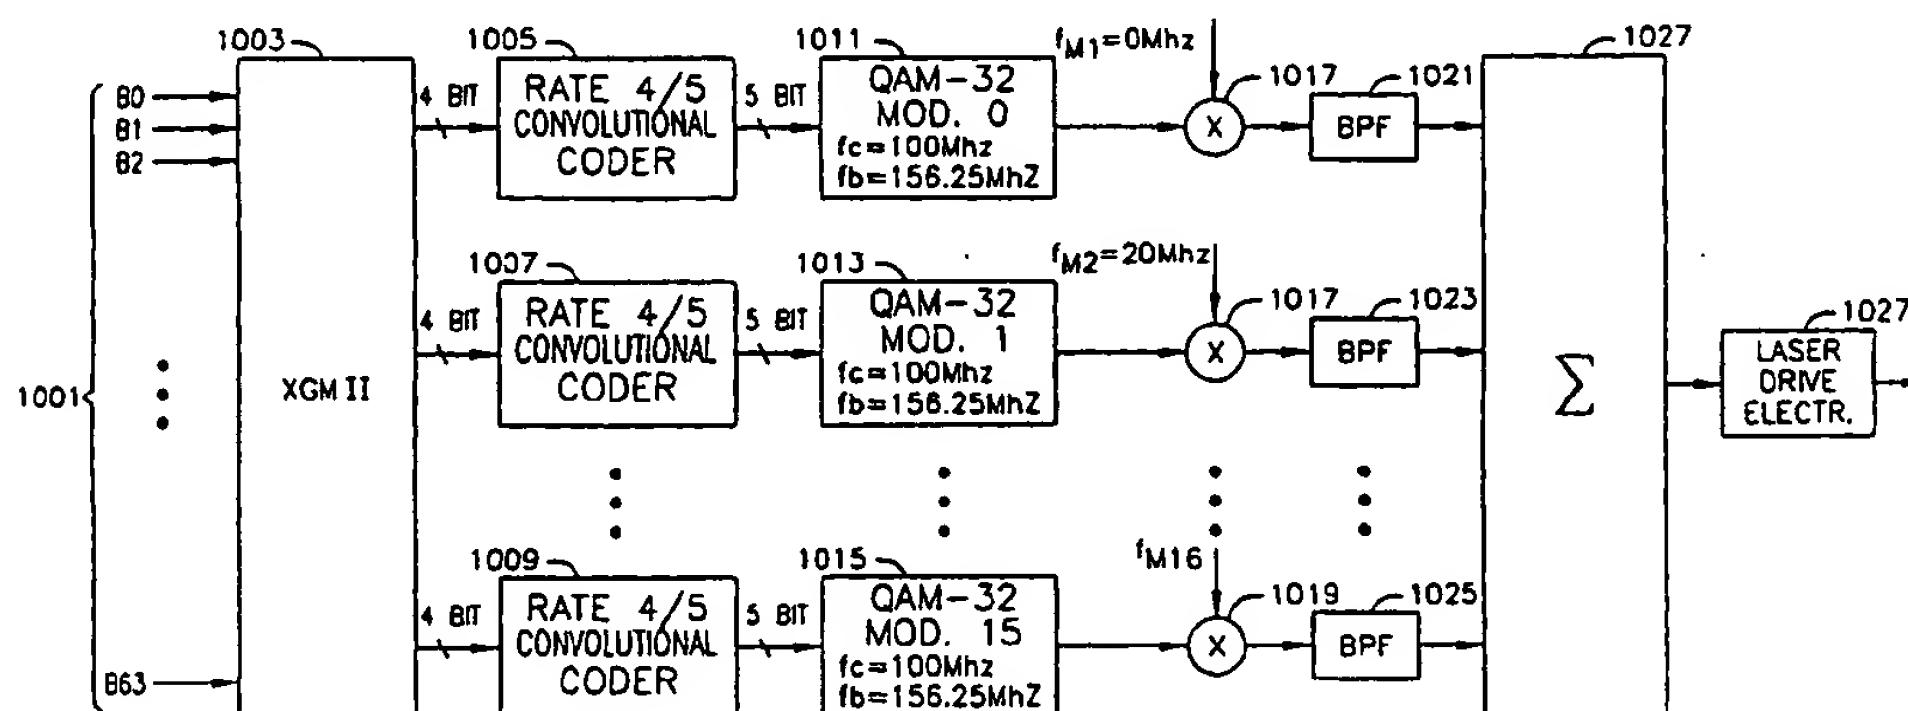 1003
1005
1011
fM1=0Mhz
1027
B0
B1
B2
4 BIT
RATE 4/5
CONVOLUTIONAL
CODER
5 BIT
QAM-32
MOD. 0
fc=100Mhz
fb=156.25MhZ
X
1017
1021
BPF
1007
1013
fM2=20Mhz
4 BIT
RATE 4/5
CONVOLUTIONAL
CODER
5 BIT
QAM-32
MOD. 1
fc=100Mhz
fb=156.25MhZ
X
1017
1023
BPF
1001
XGM II
Σ
1027
LASER
DRIVE
ELECTR.
1009
1015
fM16
4 BIT
RATE 4/5
CONVOLUTIONAL
CODER
5 BIT
QAM-32
MOD. 15
fc=100Mhz
fb=156.25MhZ
X
1019
1025
BPF
B63